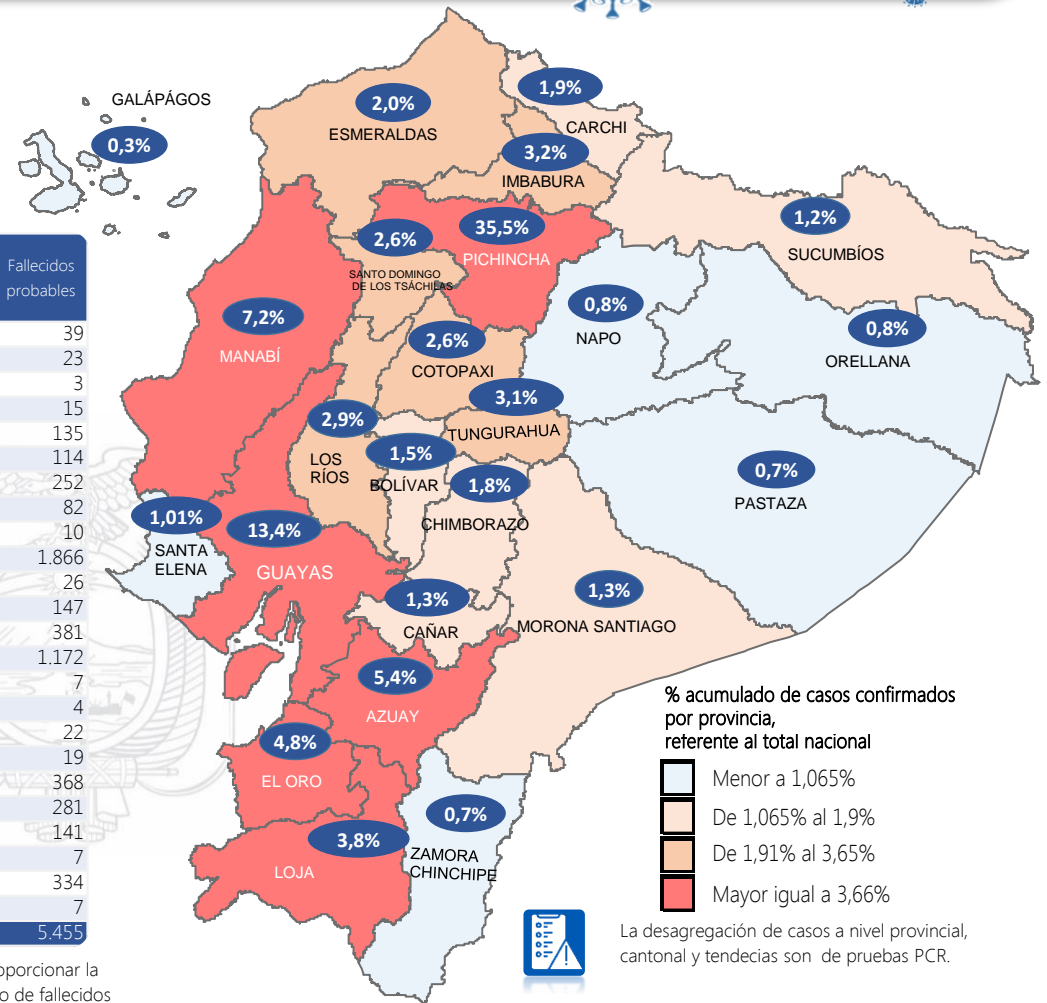 GALÁPÁGOS
0,3%
2,0%
ESMERALDAS
1,9%
CARCHI
3,2%
IMBABURA
1,2%
SUCUMBÍOS
35,5%
PICHINCHA
2,6%
SANTO DOMINGO
DE LOS TSÁCHILAS
7,2%
MANABÍ
0,8%
NAPO
0,8%
ORELLANA
2,6%
COTOPAXI
3,1%
TUNGURAHUA
2,9%
LOS
RÍOS
1,5%
BOLÍVAR
1,8%
CHIMBORAZO
0,7%
PASTAZA
1,01%
SANTA
ELENA
13,4%
GUAYAS
1,3%
CAÑAR
1,3%
MORONA SANTIAGO
5,4%
AZUAY
4,8%
EL ORO
3,8%
LOJA
0,7%
ZAMORA
CHINCHIPE
Fallecidos
probables
39
23
3
15
135
114
252
82
10
1.866
26
147
381
1.172
7
4
22
19
368
281
141
7
334
7
5.455
oporcionar la
o de fallecidos
% acumulado de casos confirmados
por provincia,
referente al total nacional
Menor a 1,065%
De 1,065% al 1,9%
De 1,91% al 3,65%
Mayor igual a 3,66%
La desagregación de casos a nivel provincial,
cantonal y tendecias son de pruebas PCR.